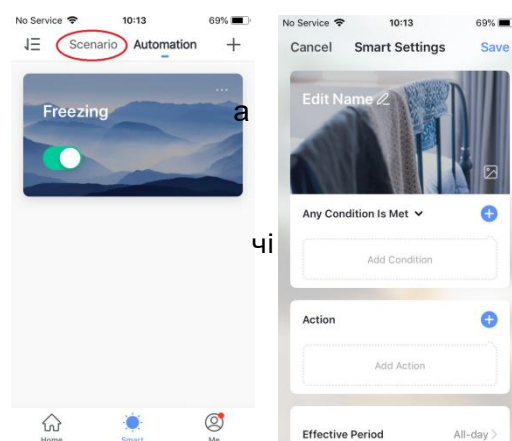 No Service 10:13 69%
Scenario Automation +
Freezing
а
чі
Home Smart Me
No Service 10:13 69%
Cancel Smart Settings Save
Edit Name
Any Condition Is Met
Add Condition
Action
Add Action
Effective Period All-day >